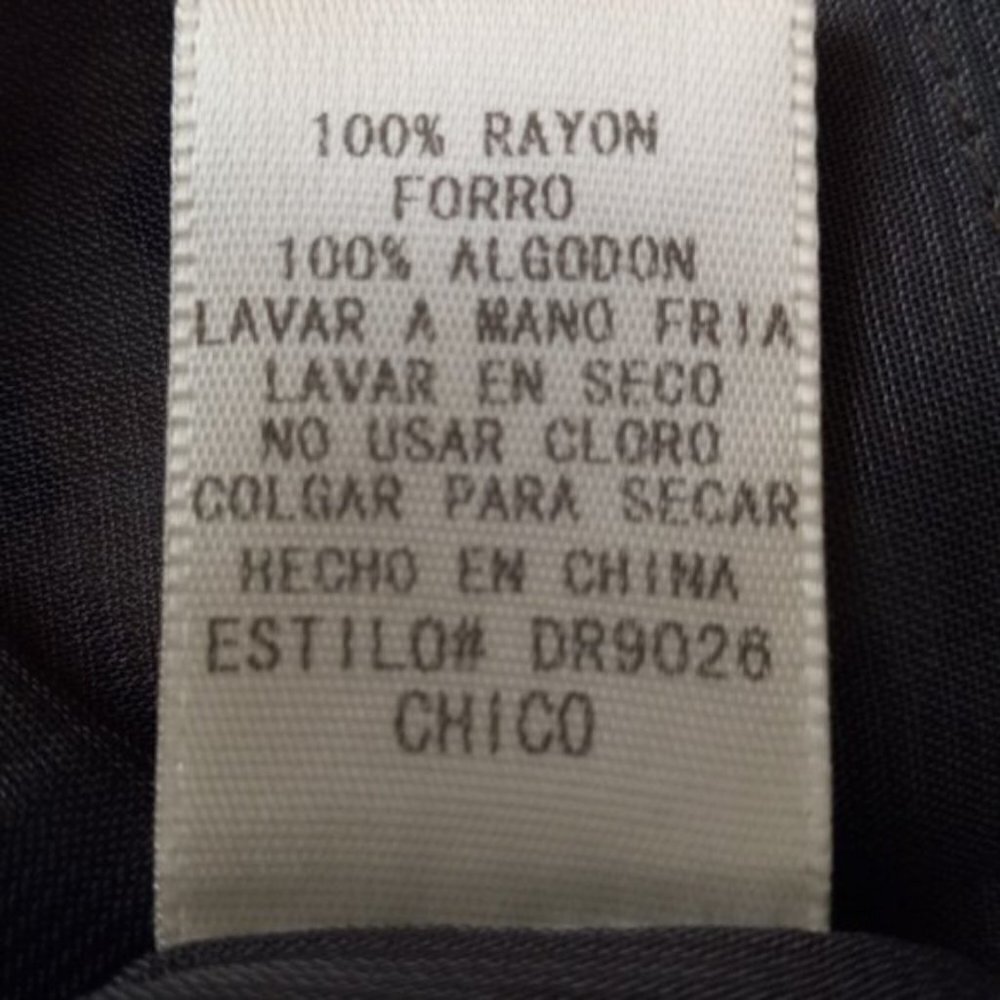 100% RAYON
FORRO
100% ALGODON
LAVAR A MANO FRIA
LAVAR EN SECO
NO USAR CLORO
COLGAR PARA SECAR
HECHO EN CHINA
ESTILO# DR9026
CHICO